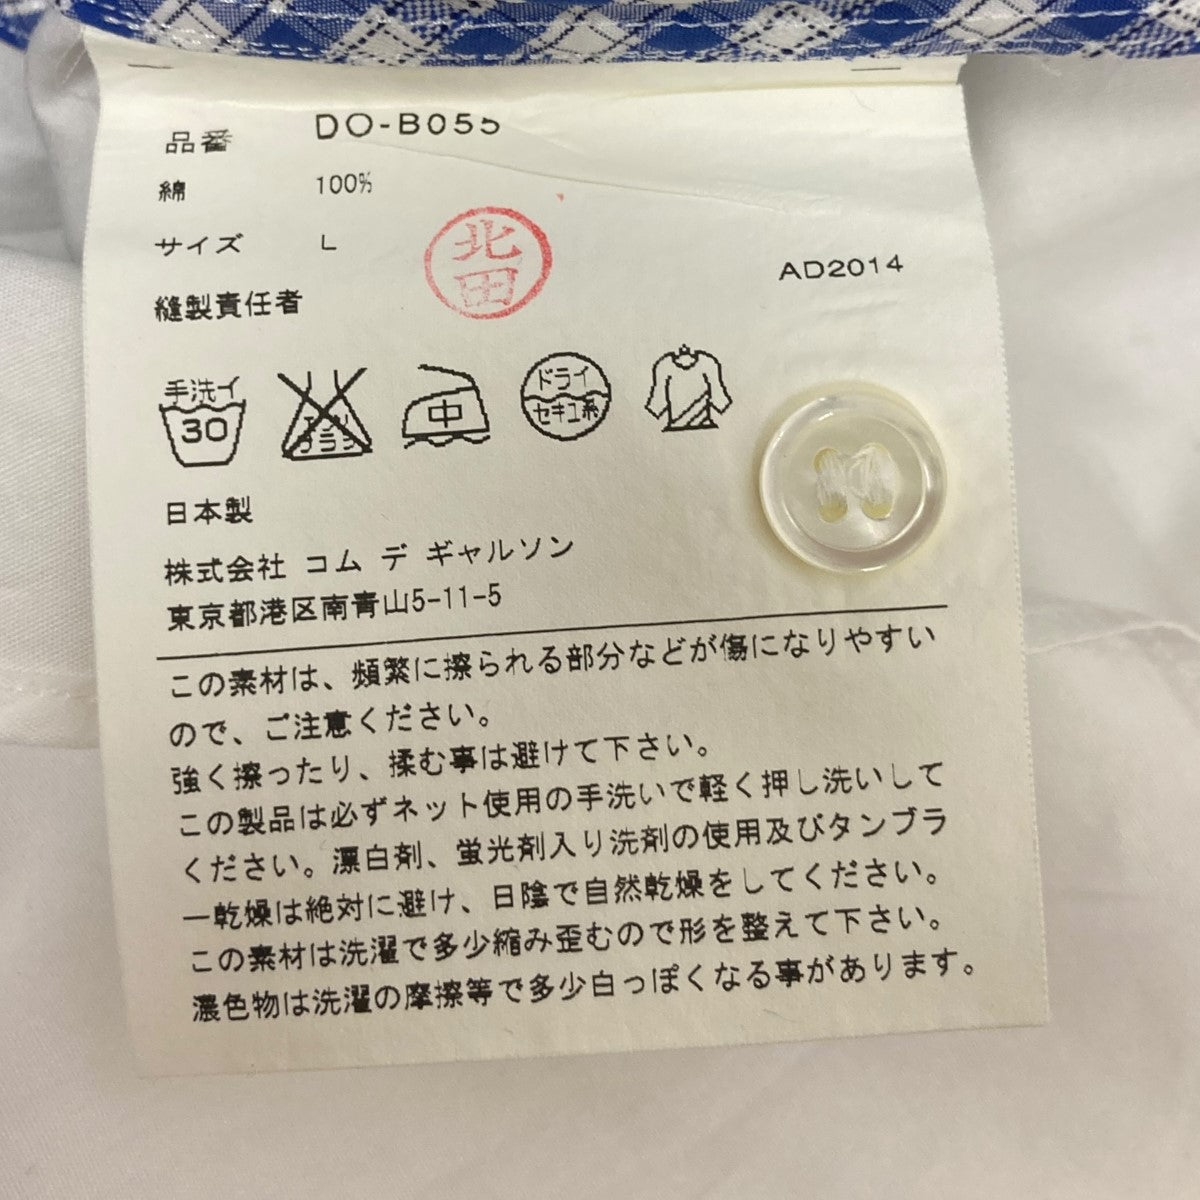 品番 DO-B055
綿 100%
サイズ L
北田
AD2014
縫製責任者
手洗イ 30
エンソ サラシ
中
ドライ
セキユ系
日本製
株式会社 コム デ ギャルソン
東京都港区南青山5-11-5
この素材は、頻繁に擦られる部分などが傷になりやすい
ので、ご注意ください。
強く擦ったり、揉む事は避けて下さい。
この製品は必ずネット使用の手洗いで軽く押し洗いして
ください。漂白剤、蛍光剤入り洗剤の使用及びタンブラ
ー乾燥は絶対に避け、日陰で自然乾燥をしてください。
この素材は洗濯で多少縮み歪むので形を整えて下さい。
濃色物は洗濯の摩擦等で多少白っぽくなる事があります。